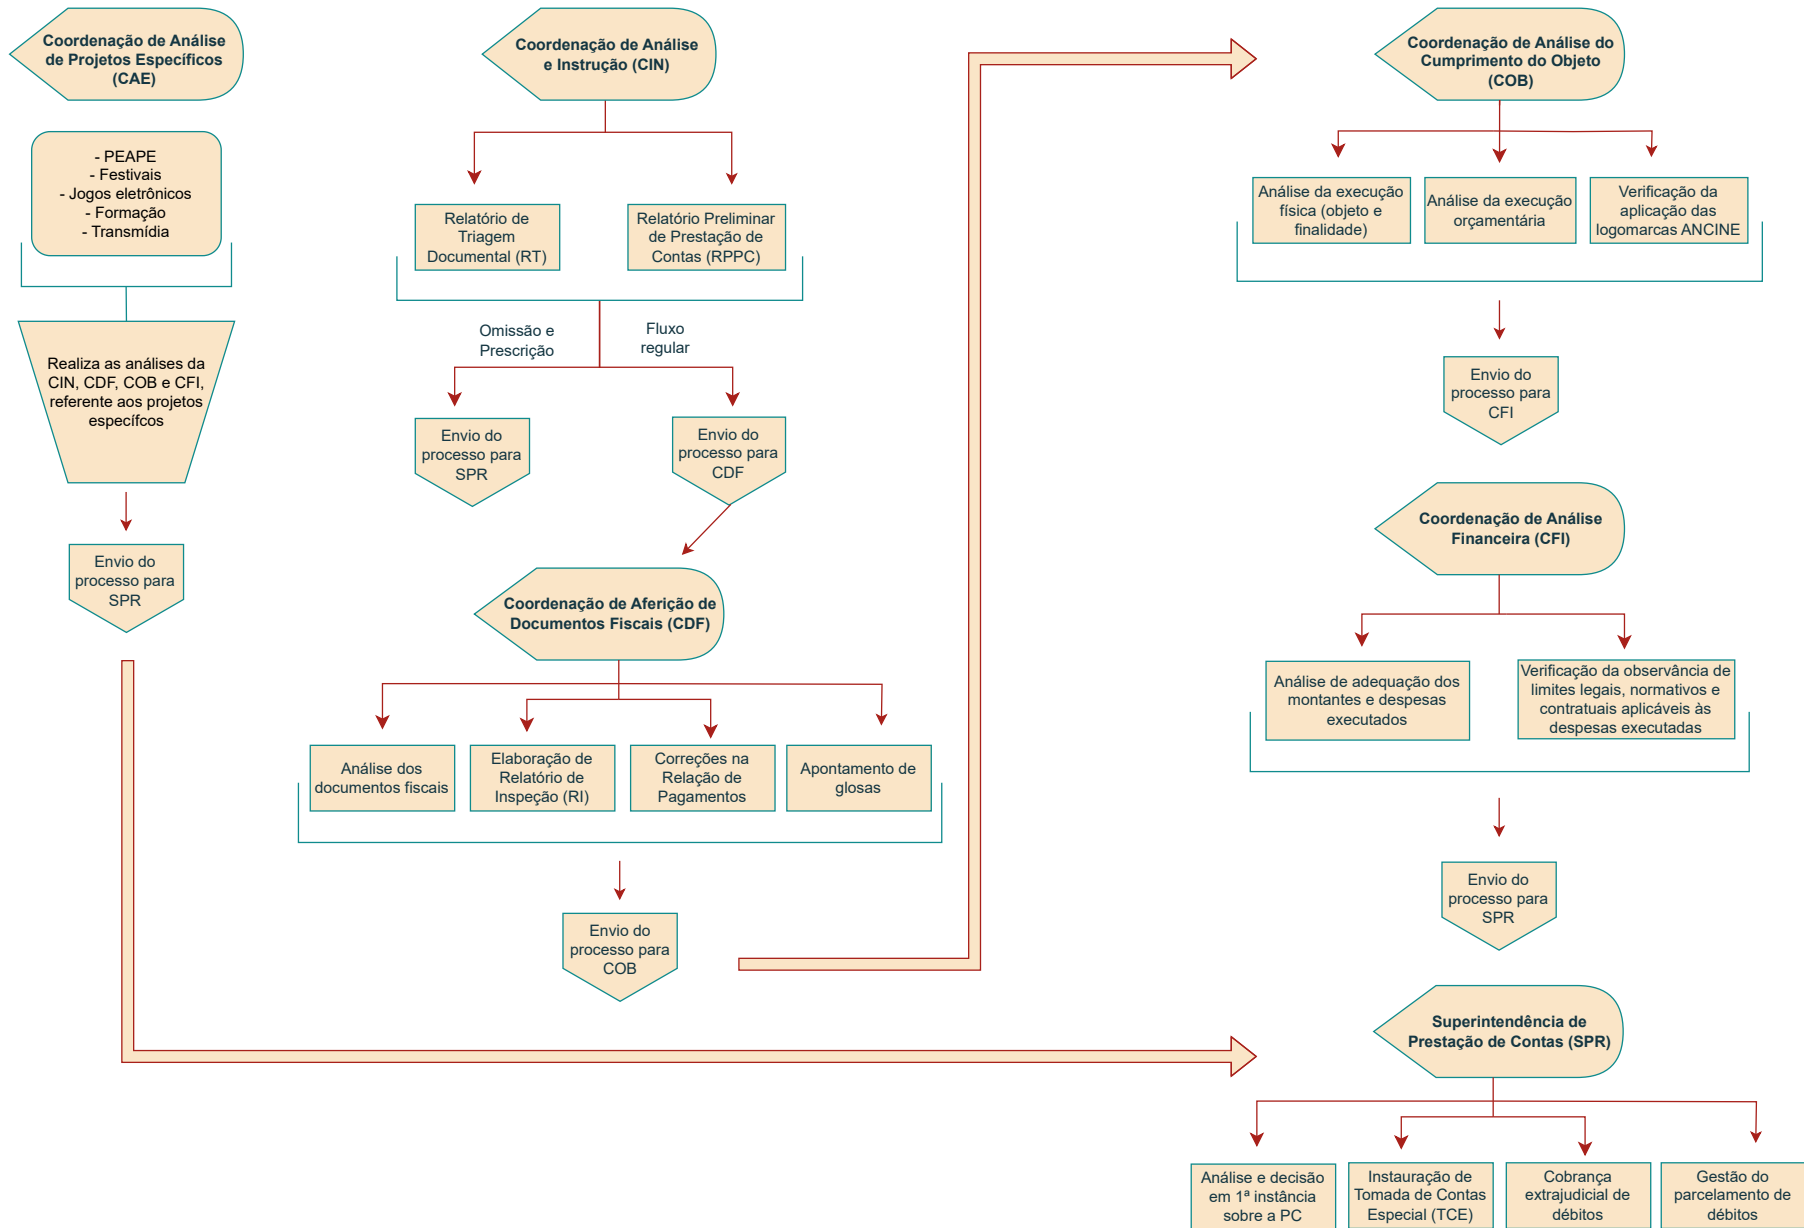 Coordenação de Análise
de Projetos Específicos
(CAE)
- PEAPE
- Festivais
- Jogos eletrônicos
- Formação
- Transmídia
Realiza as análises da
CIN, CDF, COB e CFI,
referente aos projetos
específcos
Envio do
processo para
SPR
Coordenação de Análise
e Instrução (CIN)
Relatório de
Triagem
Documental (RT)
Relatório Preliminar
de Prestação de
Contas (RPPC)
Omissão e
Prescrição
Fluxo
regular
Envio do
processo para
SPR
Envio do
processo para
CDF
Coordenação de Aferição de
Documentos Fiscais (CDF)
Análise dos
documentos fiscais
Elaboração de
Relatório de
Inspeção (RI)
Correções na
Relação de
Pagamentos
Apontamento de
glosas
Envio do
processo para
COB
Coordenação de Análise do
Cumprimento do Objeto
(COB)
Análise da execução
física (objeto e
finalidade)
Análise da execução
orçamentária
Verificação da
aplicação das
logomarcas ANCINE
Envio do
processo para
CFI
Coordenação de Análise
Financeira (CFI)
Análise de adequação dos
montantes e despesas
executados
Verificação da observância de
limites legais, normativos e
contratuais aplicáveis às
despesas executadas
Envio do
processo para
SPR
Superintendência de
Prestação de Contas (SPR)
Análise e decisão
em 1ª instância
sobre a PC
Instauração de
Tomada de Contas
Especial (TCE)
Cobrança
extrajudicial de
débitos
Gestão do
parcelamento de
débitos